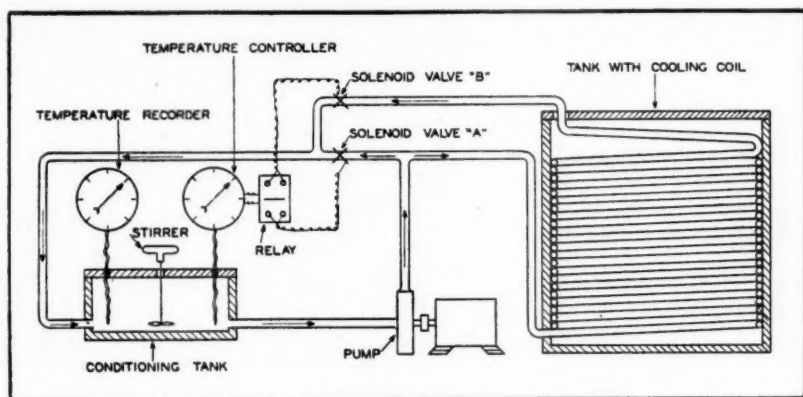 TEMPERATURE CONTROLLER
SOLENOID VALVE "B"
TANK WITH COOLING COIL
TEMPERATURE RECORDER
SOLENOID VALVE "A"
STIRRER
RELAY
PUMP
CONDITIONING TANK